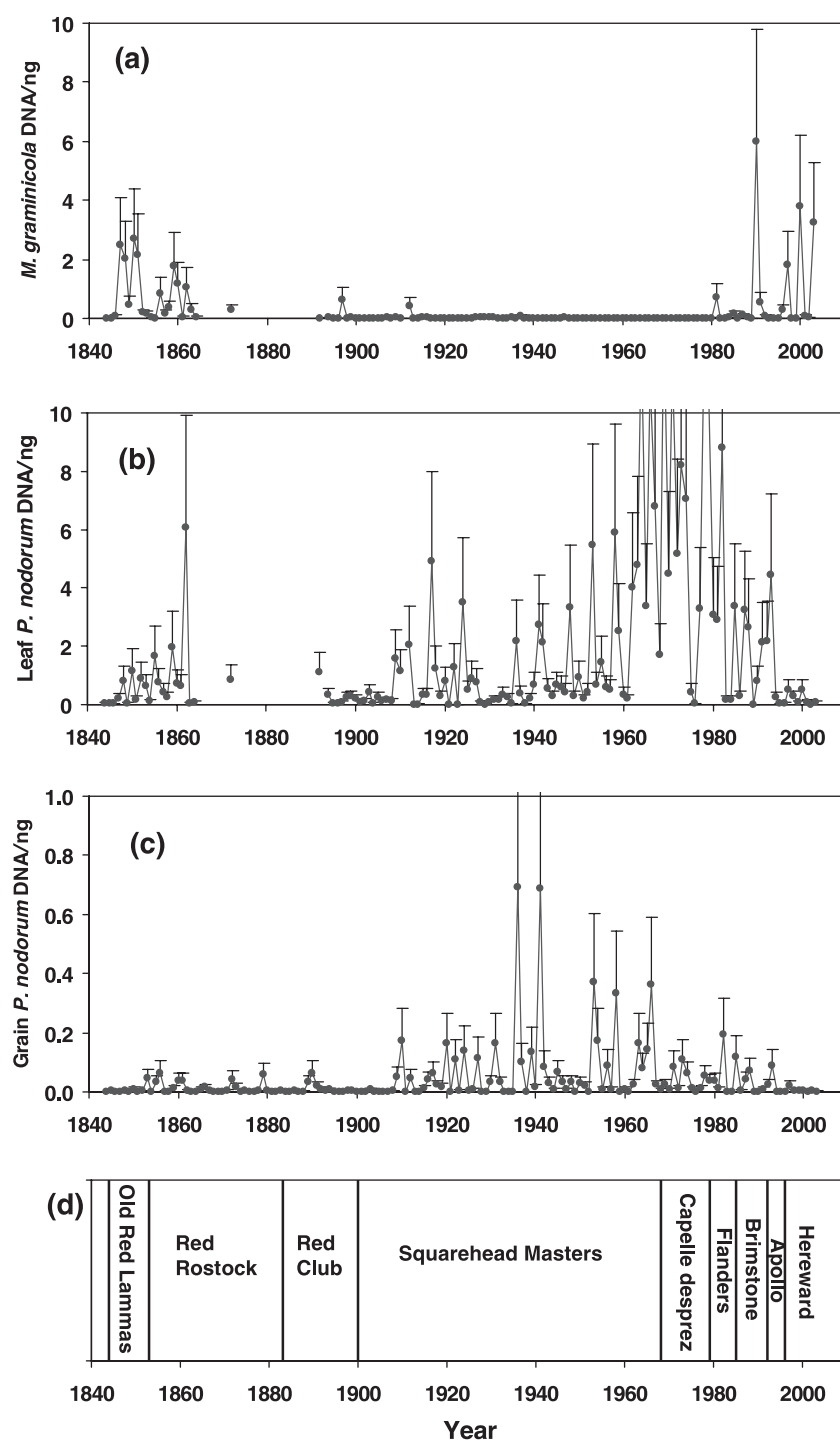 (a)
M. graminicola DNA/ng
10
8
6
4
2
0
1840 1860 1880 1900 1920 1940 1960 1980 2000
(b)
Leaf P. nodorum DNA/ng
10
8
6
4
2
0
1840 1860 1880 1900 1920 1940 1960 1980 2000
(c)
Grain P. nodorum DNA/ng
1.0
0.8
0.6
0.4
0.2
0.0
1840 1860 1880 1900 1920 1940 1960 1980 2000
(d)
Old Red Lammas
Red
Rostock
Red
Club
Squarehead Masters
Capelle desprez
Flanders
Brimstone
Apollo
Hereward
1840 1860 1880 1900 1920 1940 1960 1980 2000
Year